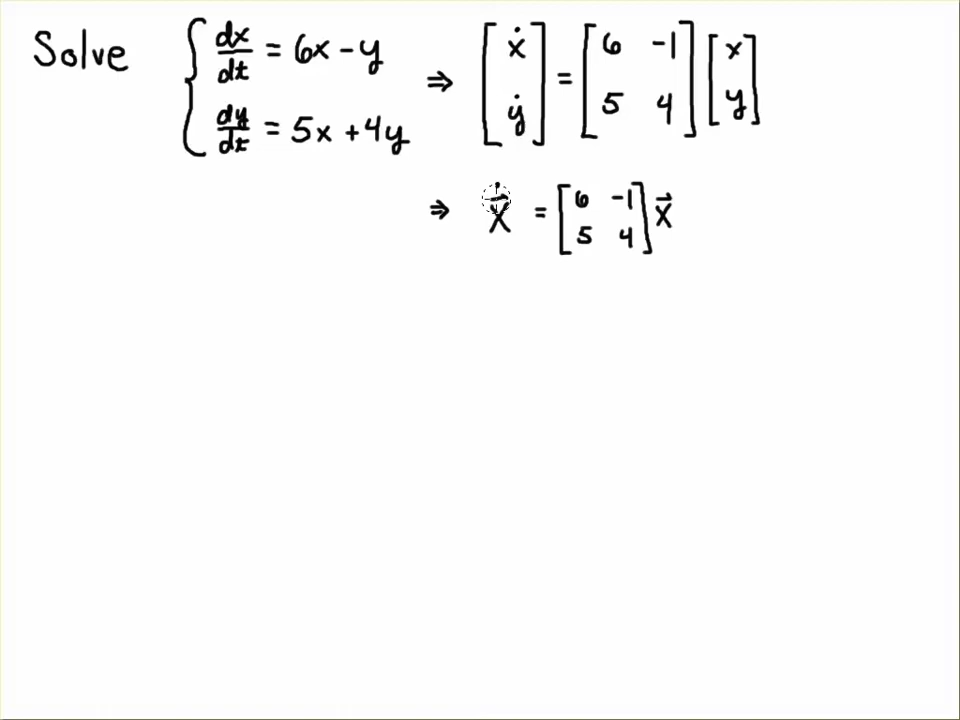 Solve { dx/dt = 6x - y ⇒ [ẋ ẏ] = [6 -1 5 4] [x y]
dy/dt = 5x + 4y
⇒ Ẋ⃗ = [6 -1 5 4] X⃗